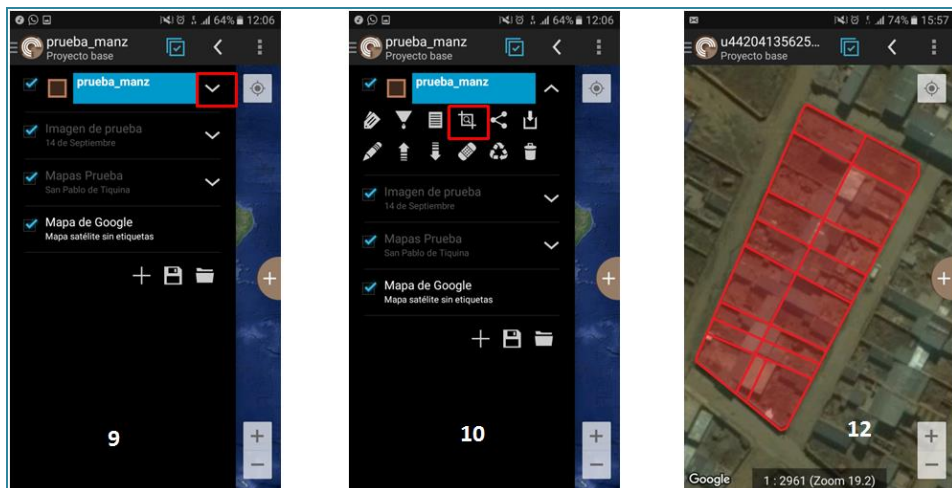 64% 12:06
prueba_manz
Proyecto base
prueba_manz
Imagen de prueba
14 de Septiembre
Mapas Prueba
San Pablo de Tiquina
Mapa de Google
Mapa satélite sin etiquetas
9
64% 12:06
prueba_manz
Proyecto base
prueba_manz
Imagen de prueba
14 de Septiembre
Mapas Prueba
San Pablo de Tiquina
Mapa de Google
Mapa satélite sin etiquetas
10
74% 15:57
u44204135625...
Proyecto base
12
Google
1 : 2961 (Zoom 19.2)